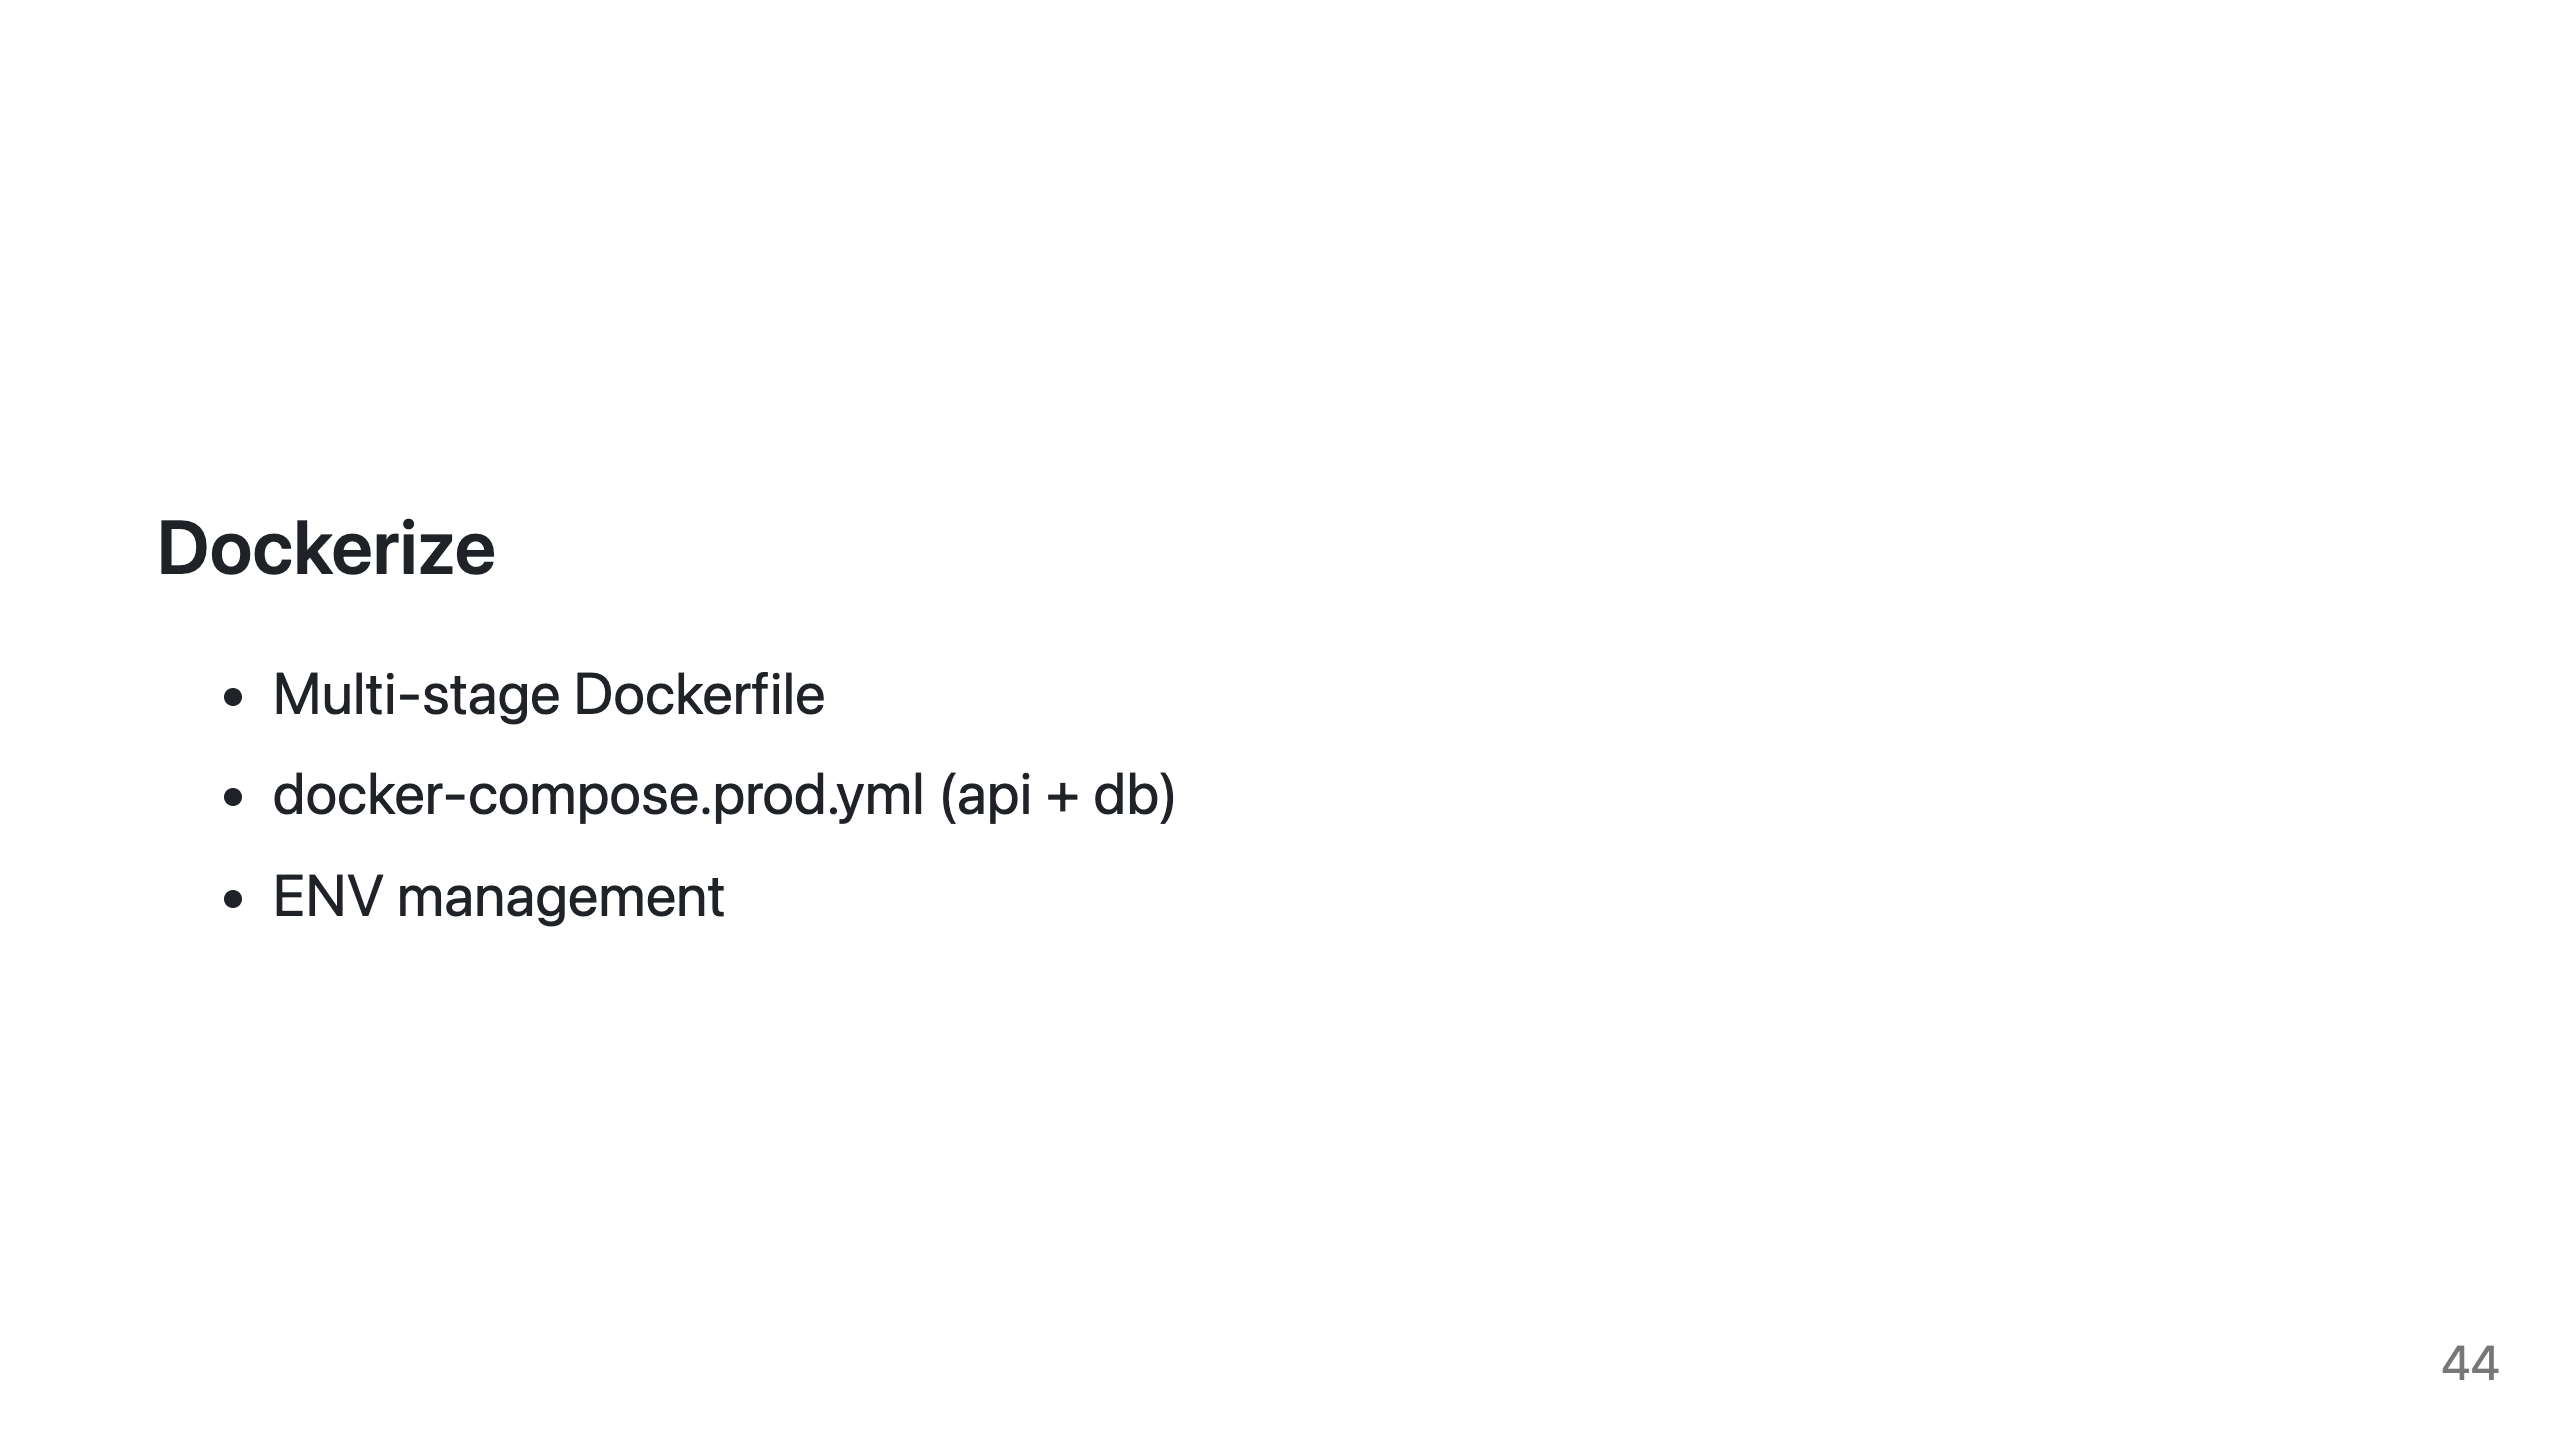 Dockerize
• Multi-stage Dockerfile
• docker-compose.prod.yml (api + db)
• ENV management
44